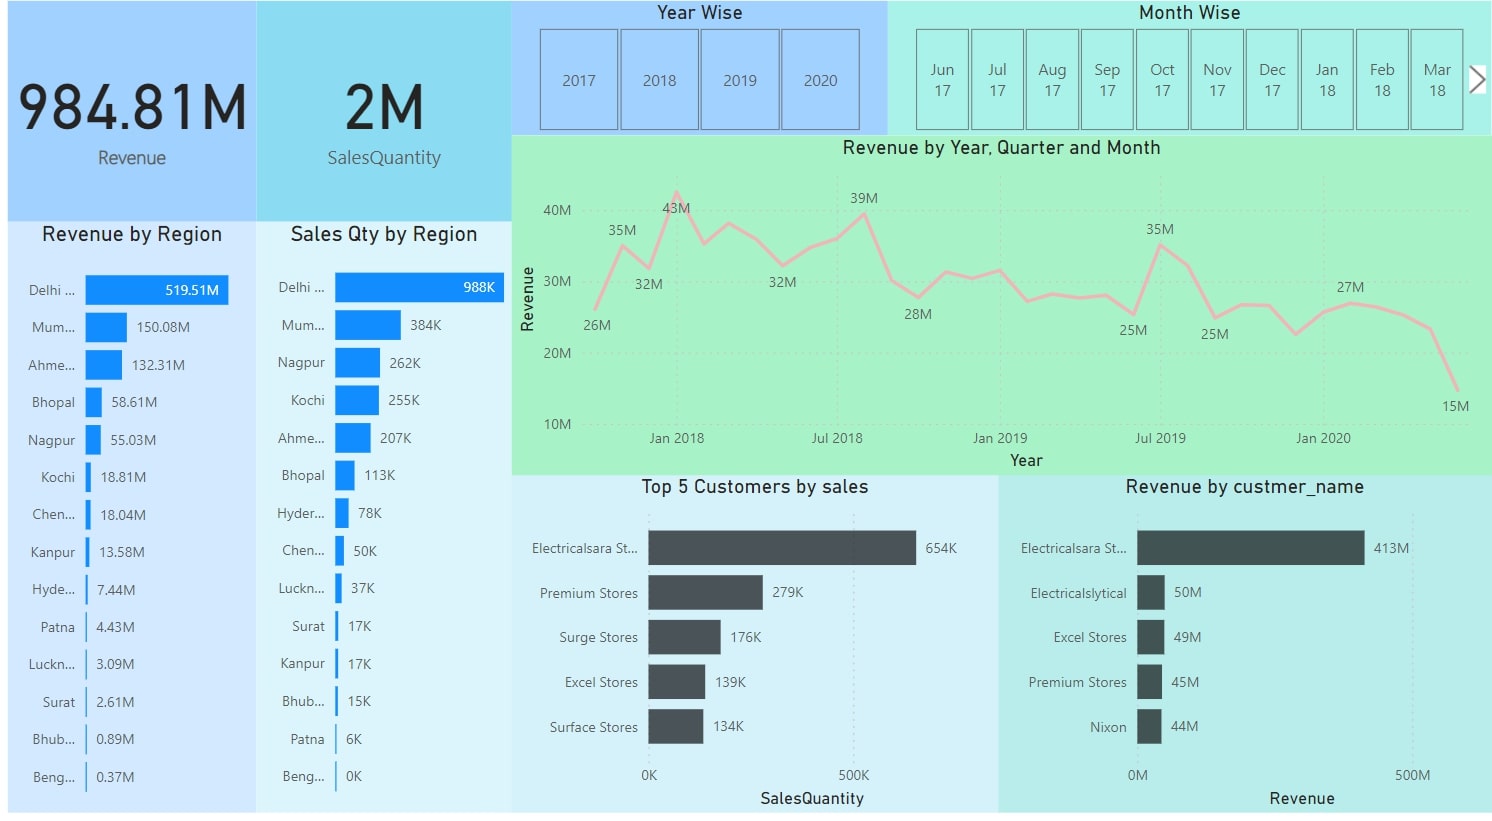 984.81M
Revenue
2M
SalesQuantity
Year Wise
2017 2018 2019 2020
Month Wise
Jun 17 Jul 17 Aug 17 Sep 17 Oct 17 Nov 17 Dec 17 Jan 18 Feb 18 Mar 18
Revenue by Region
Delhi ... 519.51M
Mum... 150.08M
Ahme... 132.31M
Bhopal 58.61M
Nagpur 55.03M
Kochi 18.81M
Chen... 18.04M
Kanpur 13.58M
Hyde... 7.44M
Patna 4.43M
Luckn... 3.09M
Surat 2.61M
Bhub... 0.89M
Beng... 0.37M
Sales Qty by Region
Delhi ... 988K
Mum... 384K
Nagpur 262K
Kochi 255K
Ahme... 207K
Bhopal 113K
Hyder... 78K
Chen... 50K
Luckn... 37K
Surat 17K
Kanpur 17K
Bhub... 15K
Patna 6K
Beng... 0K
Revenue by Year, Quarter and Month
Revenue
40M
30M
20M
10M
26M 35M 32M 43M 32M 39M 28M 25M 35M 25M 27M 15M
Jan 2018 Jul 2018 Jan 2019 Jul 2019 Jan 2020
Year
Top 5 Customers by sales
Electricalsara St... 654K
Premium Stores 279K
Surge Stores 176K
Excel Stores 139K
Surface Stores 134K
0K 500K
SalesQuantity
Revenue by custmer_name
Electricalsara St... 413M
Electricalslytical 50M
Excel Stores 49M
Premium Stores 45M
Nixon 44M
0M 500M
Revenue